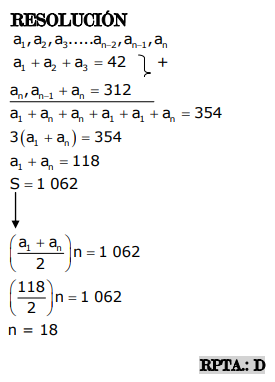 RESOLUCIÓN
a₁, a₂, a₃.....aₙ₋₂, aₙ₋₁, aₙ
a₁ + a₂ + a₃ = 42 } +
aₙ, aₙ₋₁ + aₙ = 312
a₁ + aₙ + aₙ + a₁ + a₁ + aₙ = 354
3(a₁ + aₙ) = 354
a₁ + aₙ = 118
S = 1 062
((a₁ + aₙ)/2) n = 1 062
(118/2) n = 1 062
n = 18
RPTA.: D